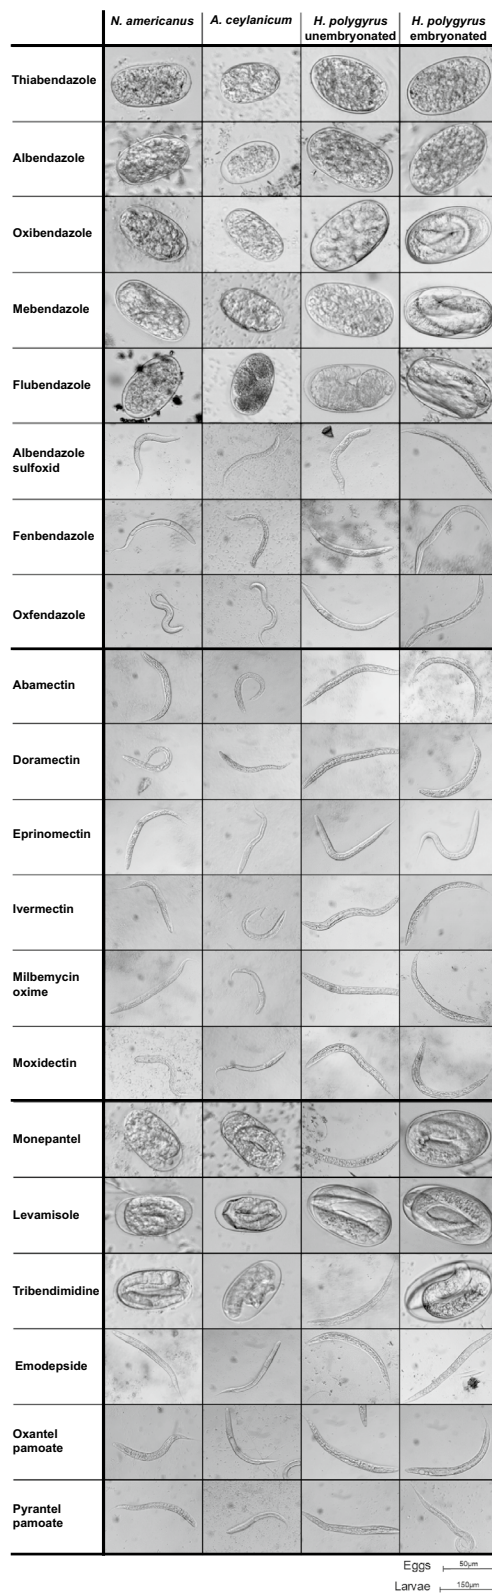 N. americanus A. ceylanicum H. polygyrus H. polygyrus
unembryonated embryonated
Thiabendazole
Albendazole
Oxibendazole
Mebendazole
Flubendazole
Albendazole
sulfoxid
Fenbendazole
Oxfendazole
Abamectin
Doramectin
Eprinomectin
Ivermectin
Milbemycin
oxime
Moxidectin
Monepantel
Levamisole
Tribendimidine
Emodepside
Oxantel
pamoate
Pyrantel
pamoate
Eggs 50µm
Larvae 150µm